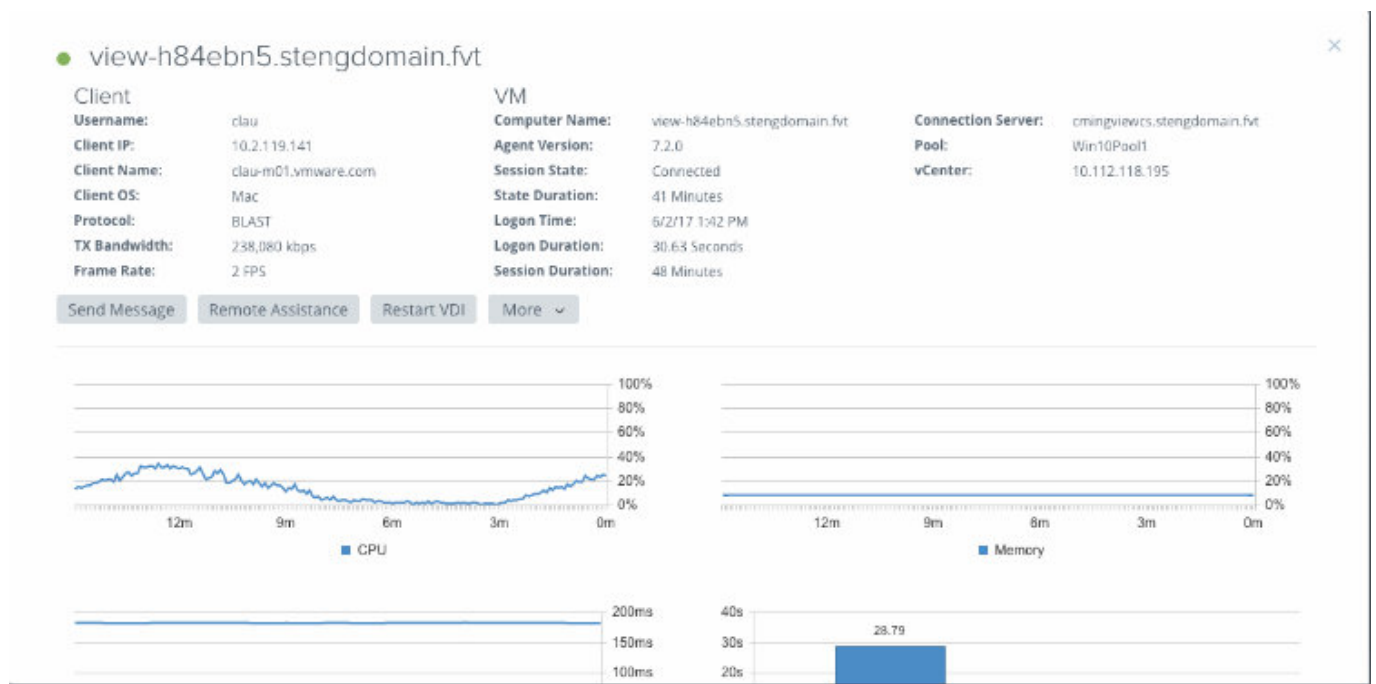 view-h84ebn5.stengdomain.fvt
Client
Username: clau
Client IP: 10.2.119.141
Client Name: clau-m01.vmware.com
Client OS: Mac
Protocol: BLAST
TX Bandwidth: 238,080 kbps
Frame Rate: 2 FPS
VM
Computer Name: view-h84ebn5.stengdomain.fvt
Agent Version: 7.2.0
Session State: Connected
State Duration: 41 Minutes
Logon Time: 6/2/17 1:42 PM
Logon Duration: 30.63 Seconds
Session Duration: 48 Minutes
Connection Server: cmingviewcs.stengdomain.fvt
Pool: Win10Pool1
vCenter: 10.112.118.195
Send Message Remote Assistance Restart VDI More
100%
80%
60%
40%
20%
0%
12m 9m 6m 3m 0m
CPU
100%
80%
60%
40%
20%
0%
12m 9m 6m 3m 0m
Memory
200ms
150ms
100ms
40s
28.79
30s
20s